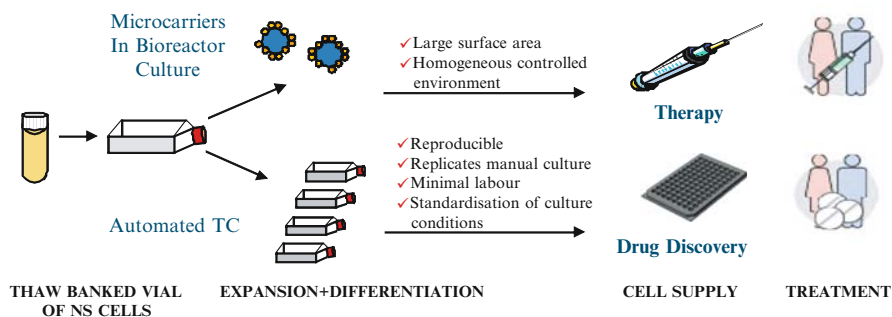 Microcarriers
In Bioreactor
Culture
✓Large surface area
✓Homogeneous controlled
environment
Therapy
Automated TC
✓Reproducible
✓Replicates manual culture
✓Minimal labour
✓Standardisation of culture
conditions
Drug Discovery
THAW BANKED VIAL
OF NS CELLS
EXPANSION+DIFFERENTIATION
CELL SUPPLY
TREATMENT